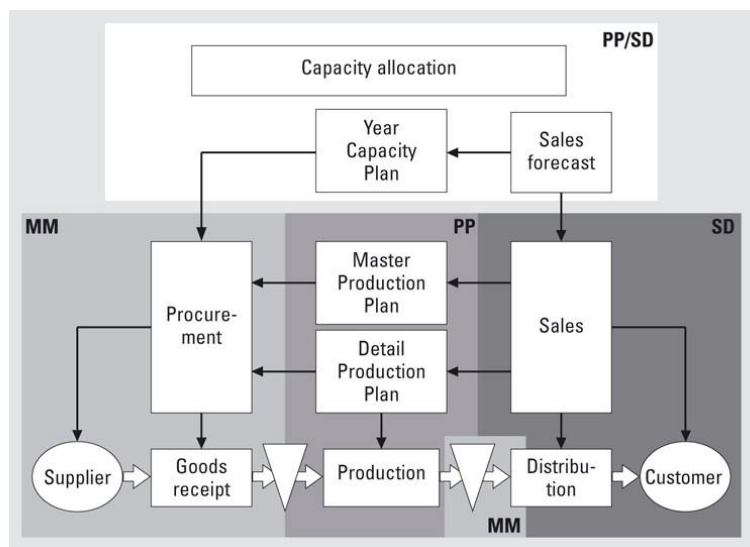 PP/SD
Capacity allocation
Year
Capacity
Plan
Sales
forecast
MM
PP
SD
Procure-
ment
Master
Production
Plan
Sales
Detail
Production
Plan
Supplier
Goods
receipt
Production
Distribu-
tion
Customer
MM